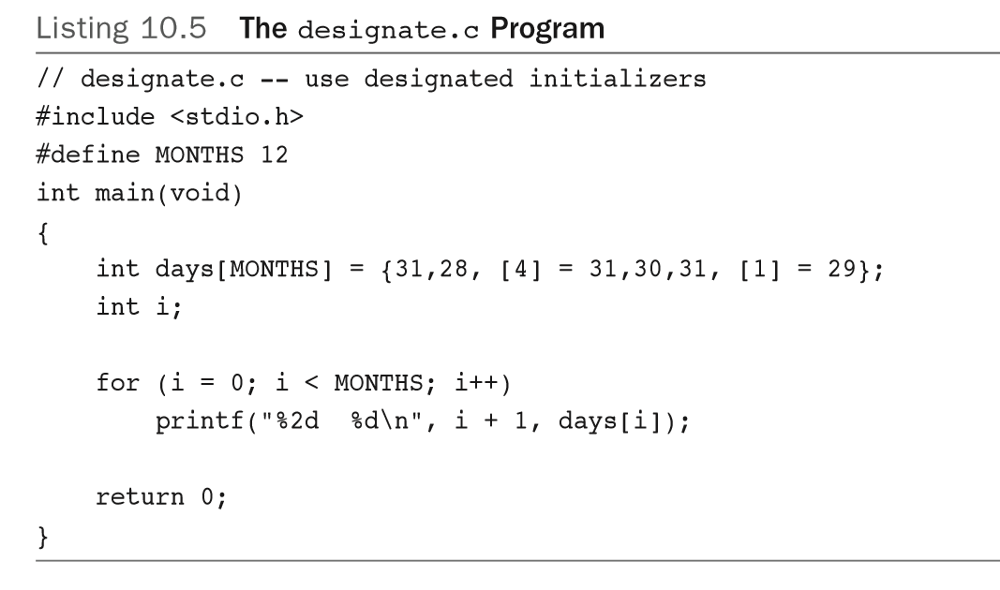 Listing 10.5 The designate.c Program
// designate.c -- use designated initializers
#include <stdio.h>
#define MONTHS 12
int main(void)
{
    int days[MONTHS] = {31,28, [4] = 31,30,31, [1] = 29};
    int i;

    for (i = 0; i < MONTHS; i++)
        printf("%2d  %d\n", i + 1, days[i]);

    return 0;
}